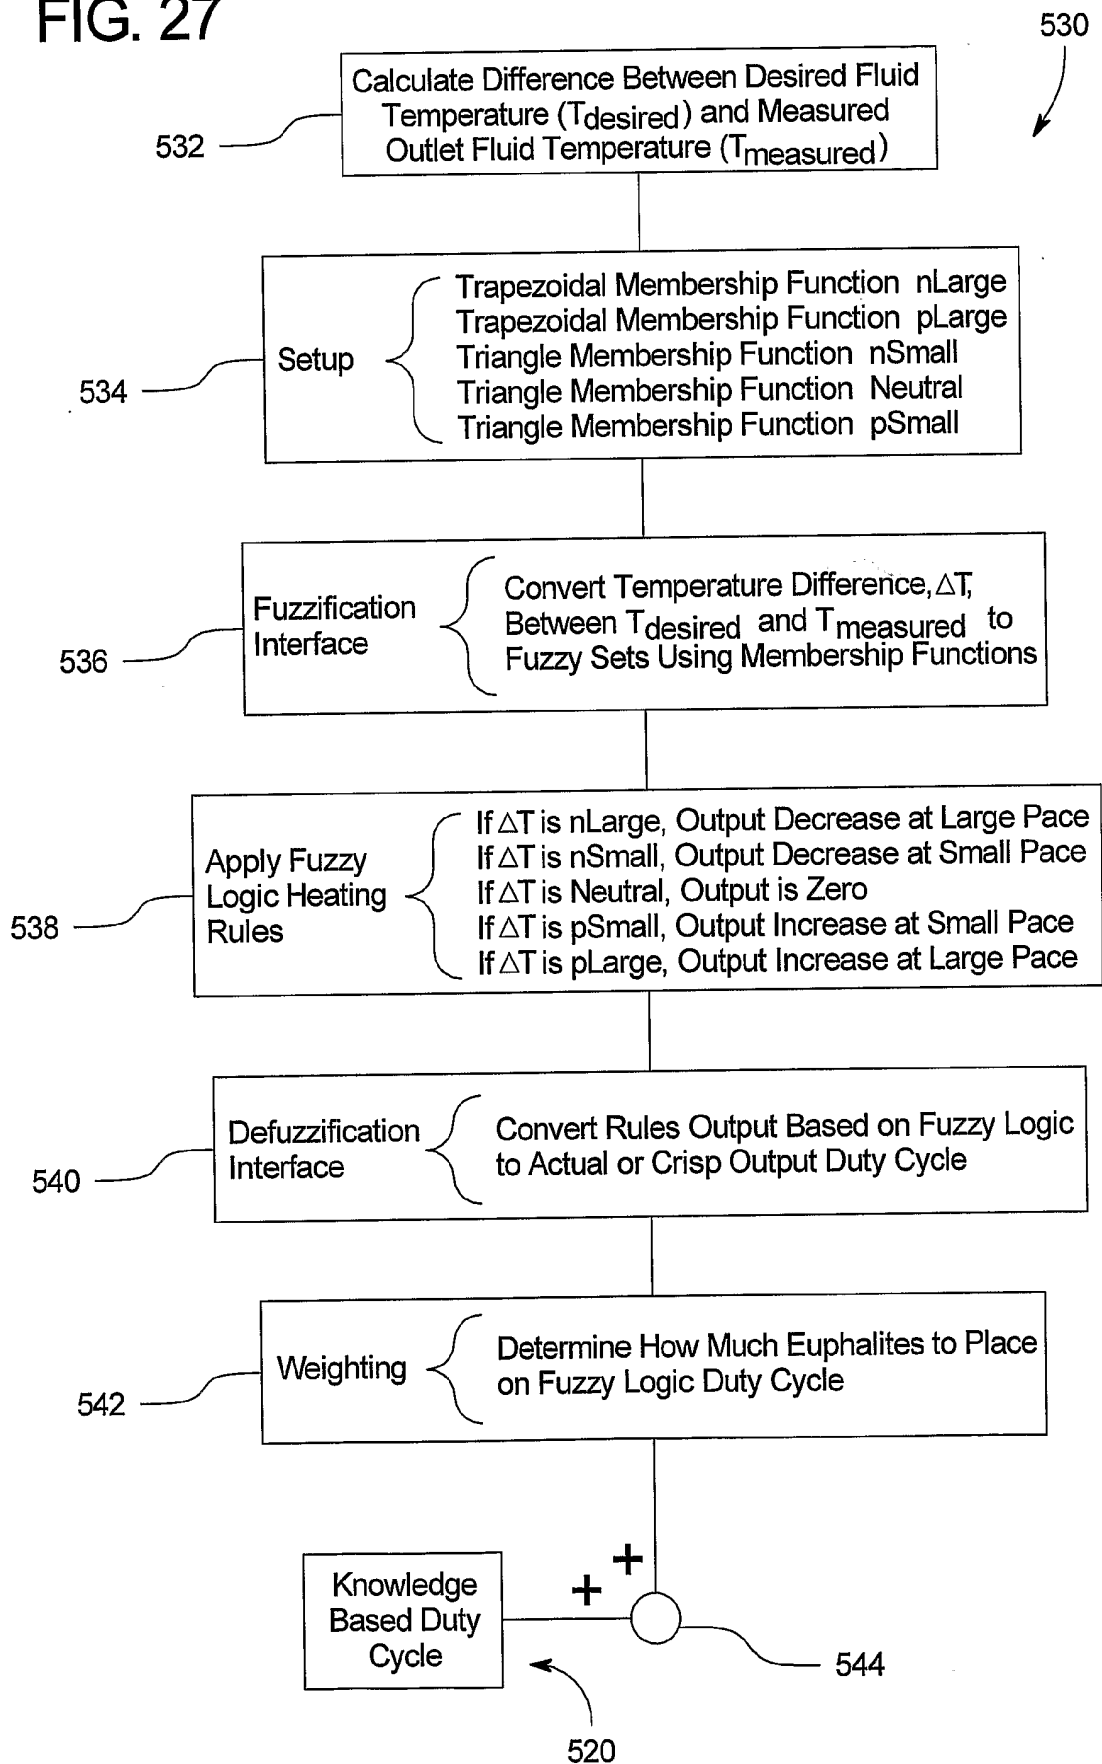 FIG. 27
530
Calculate Difference Between Desired Fluid
Temperature (Tdesired) and Measured
Outlet Fluid Temperature (Tmeasured)
532
Setup
Trapezoidal Membership Function nLarge
Trapezoidal Membership Function pLarge
Triangle Membership Function nSmall
Triangle Membership Function Neutral
Triangle Membership Function pSmall
534
Fuzzification
Interface
Convert Temperature Difference, △T,
Between Tdesired and Tmeasured to
Fuzzy Sets Using Membership Functions
536
Apply Fuzzy
Logic Heating
Rules
If △T is nLarge, Output Decrease at Large Pace
If △T is nSmall, Output Decrease at Small Pace
If △T is Neutral, Output is Zero
If △T is pSmall, Output Increase at Small Pace
If △T is pLarge, Output Increase at Large Pace
538
Defuzzification
Interface
Convert Rules Output Based on Fuzzy Logic
to Actual or Crisp Output Duty Cycle
540
Weighting
Determine How Much Euphalites to Place
on Fuzzy Logic Duty Cycle
542
+
+
Knowledge
Based Duty
Cycle
544
520